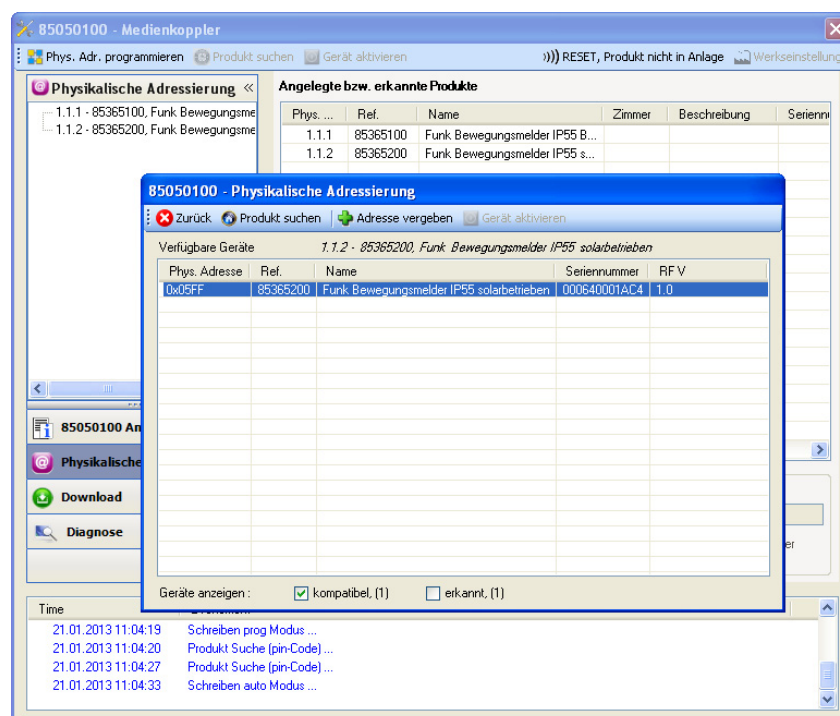 85050100 - Medienkoppler
Phys. Adr. programmieren Produkt suchen Gerät aktivieren ))) RESET, Produkt nicht in Anlage Werkseinstellung
Physikalische Adressierung «
1.1.1 - 85365100, Funk Bewegungsme
1.1.2 - 85365200, Funk Bewegungsme
Angelegte bzw. erkannte Produkte
Phys. ... Ref. Name Zimmer Beschreibung Serienn
1.1.1 85365100 Funk Bewegungsmelder IP55 B...
1.1.2 85365200 Funk Bewegungsmelder IP55 s...
85050100 - Physikalische Adressierung
Zurück Produkt suchen Adresse vergeben Gerät aktivieren
Verfügbare Geräte 1.1.2 - 85365200, Funk Bewegungsmelder IP55 solarbetrieben
Phys. Adresse Ref. Name Seriennummer RF V
0x05FF 85365200 Funk Bewegungsmelder IP55 solarbetrieben 000640001AC4 1.0
Geräte anzeigen : kompatibel, (1) erkannt, (1)
85050100 An
Physikalische
Download
Diagnose
er
Time
21.01.2013 11:04:19 Schreiben prog Modus ...
21.01.2013 11:04:20 Produkt Suche (pin-Code) ...
21.01.2013 11:04:27 Produkt Suche (pin-Code) ...
21.01.2013 11:04:33 Schreiben auto Modus ...